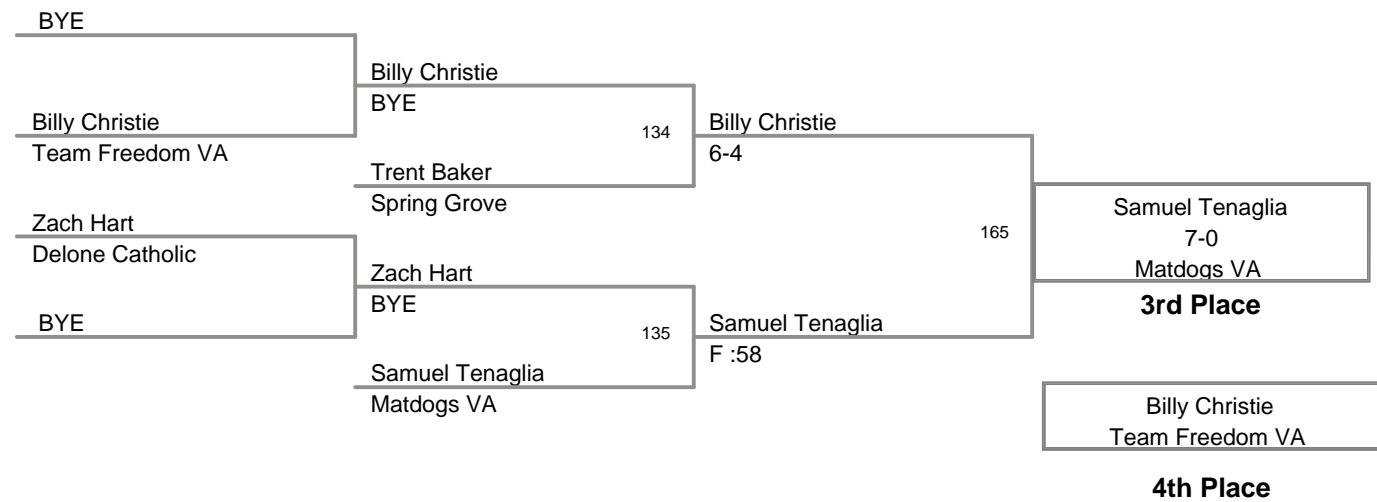 BYE
Billy Christie
Team Freedom VA
Zach Hart
Delone Catholic
BYE
Billy Christie
BYE
134
Trent Baker
Spring Grove
Zach Hart
BYE
135
Samuel Tenaglia
Matdogs VA
Billy Christie
6-4
165
Samuel Tenaglia
F :58
Samuel Tenaglia
7-0
Matdogs VA
3rd Place
Billy Christie
Team Freedom VA
4th Place